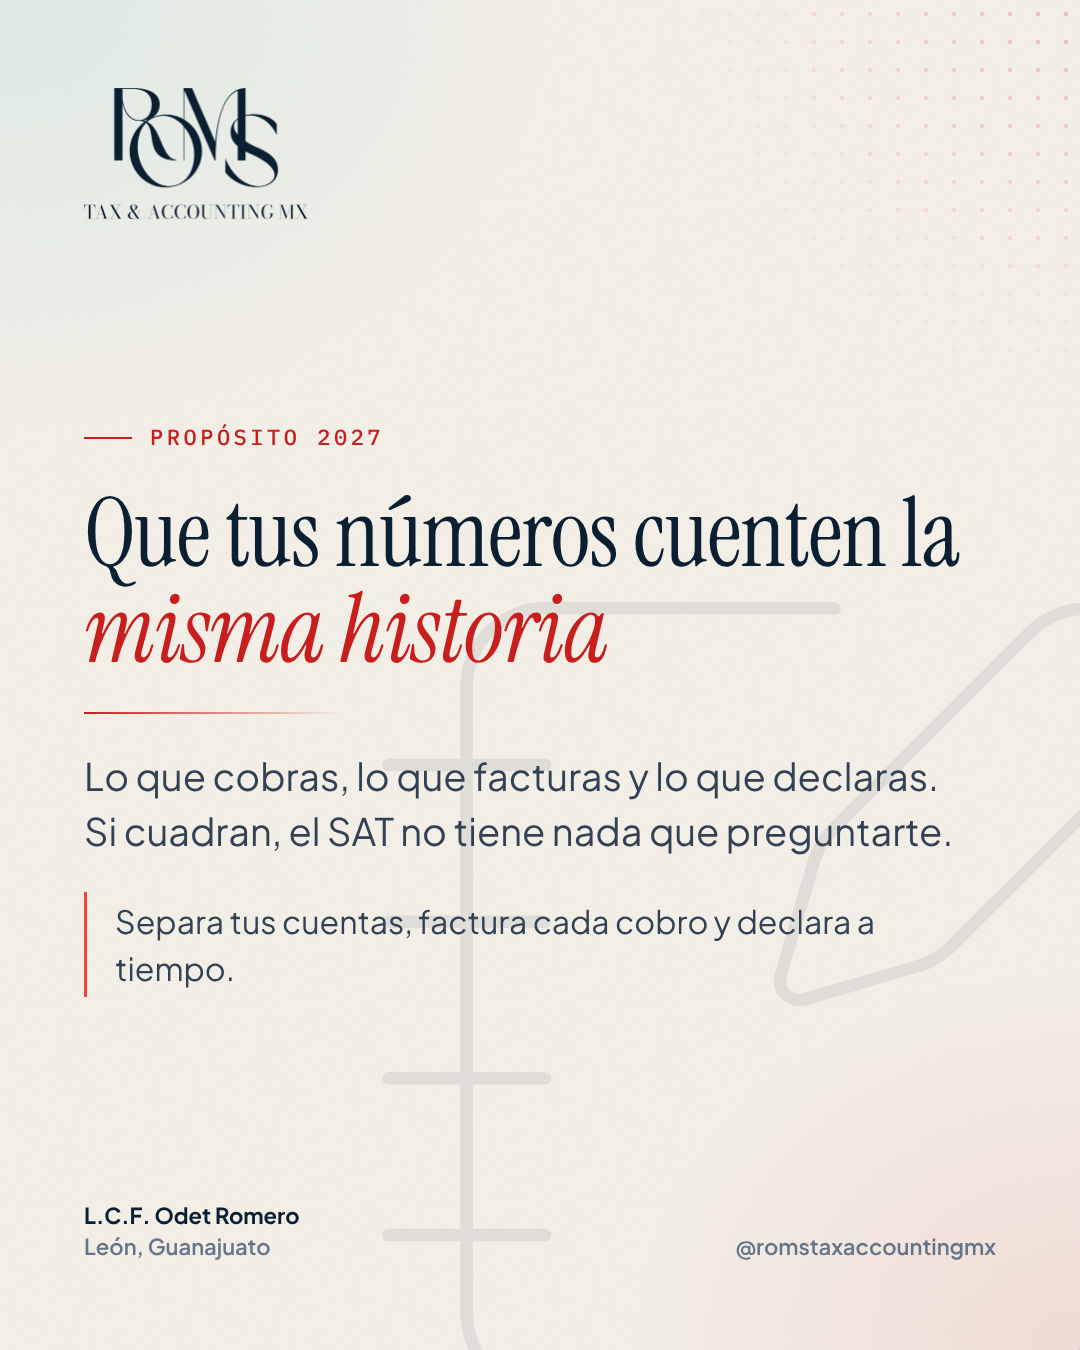 ROMS
TAX & ACCOUNTING MX
PROPÓSITO 2027
Que tus números cuenten la
misma historia
Lo que cobras, lo que facturas y lo que declaras.
Si cuadran, el SAT no tiene nada que preguntarte.
Separa tus cuentas, factura cada cobro y declara a
tiempo.
L.C.F. Odet Romero
León, Guanajuato
@romstaxaccountingmx